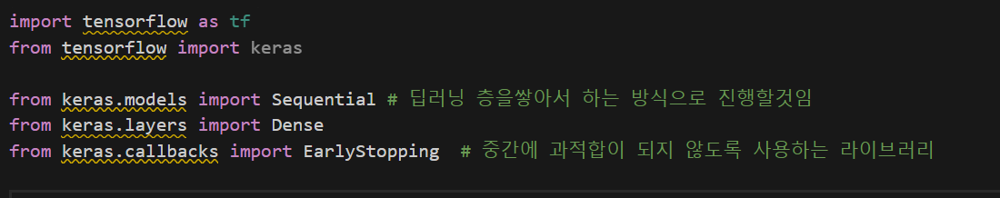 import tensorflow as tf
from tensorflow import keras
from keras.models import Sequential # 딥러닝 층을쌓아서 하는 방식으로 진행할것임
from keras.layers import Dense
from keras.callbacks import EarlyStopping  # 중간에 과적합이 되지 않도록 사용하는 라이브러리